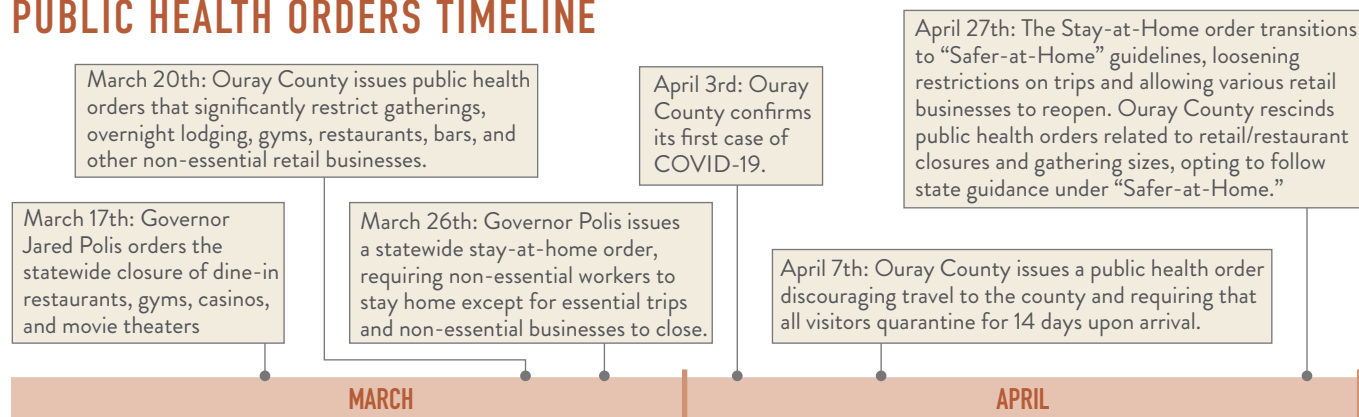 PUBLIC HEALTH ORDERS TIMELINE
March 20th: Ouray County issues public health
orders that significantly restrict gatherings,
overnight lodging, gyms, restaurants, bars, and
other non-essential retail businesses.
April 3rd: Ouray
County confirms
its first case of
COVID-19.
April 27th: The Stay-at-Home order transitions
to “Safer-at-Home” guidelines, loosening
restrictions on trips and allowing various retail
businesses to reopen. Ouray County rescinds
public health orders related to retail/restaurant
closures and gathering sizes, opting to follow
state guidance under “Safer-at-Home.”
March 17th: Governor
Jared Polis orders the
statewide closure of dine-in
restaurants, gyms, casinos,
and movie theaters
March 26th: Governor Polis issues
a statewide stay-at-home order,
requiring non-essential workers to
stay home except for essential trips
and non-essential businesses to close.
April 7th: Ouray County issues a public health order
discouraging travel to the county and requiring that
all visitors quarantine for 14 days upon arrival.
MARCH
APRIL